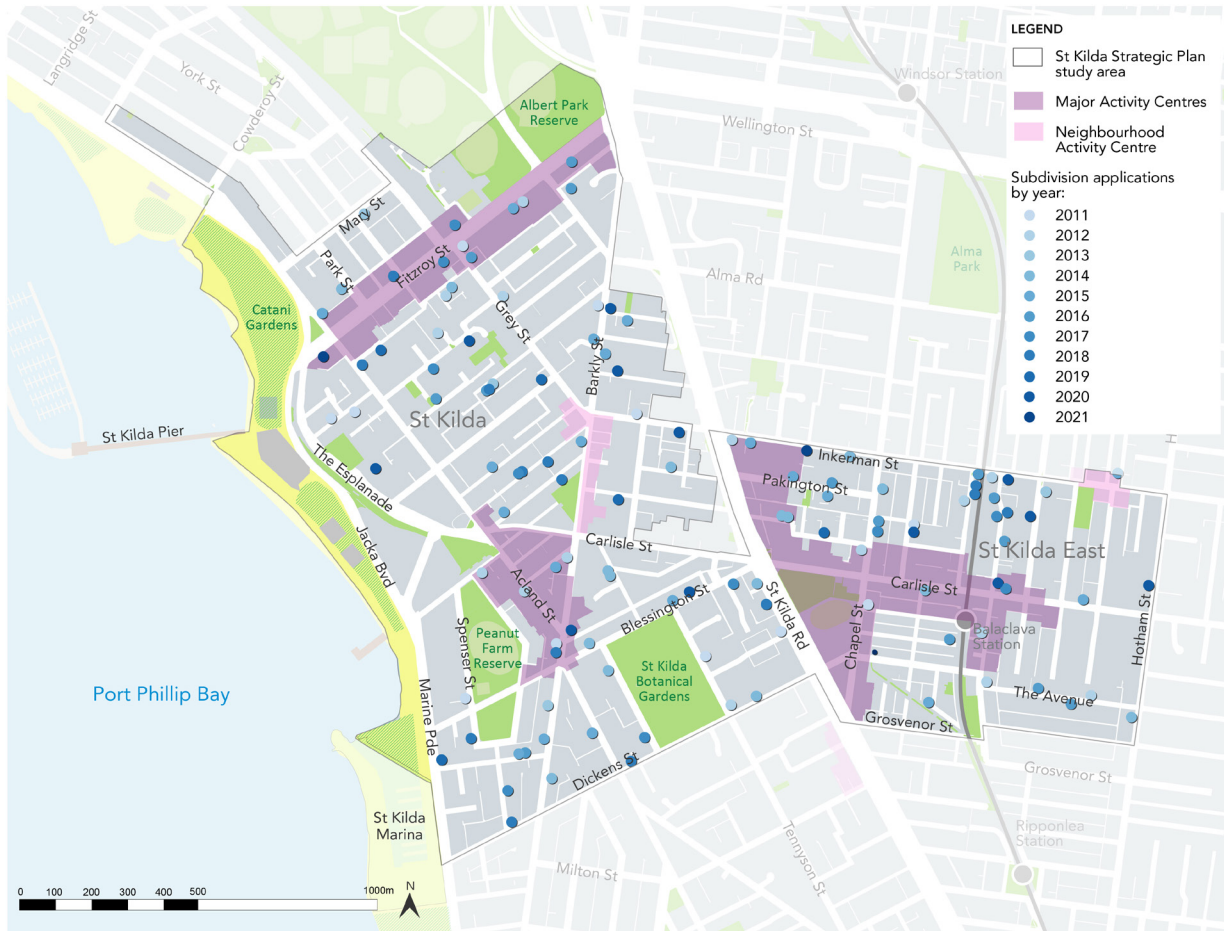 LEGEND
St Kilda Strategic Plan
study area
Major Activity Centres
Neighbourhood
Activity Centre
Subdivision applications
by year:
2011
2012
2013
2014
2015
2016
2017
2018
2019
2020
2021
Langridge St
York St
Cowderoy St
Albert Park
Reserve
Windsor Station
Wellington St
Mary St
Park St
Fitzroy St
Alma
Park
Alma Rd
Catani
Gardens
Grey St
Barkly St
St Kilda
St Kilda Pier
The Esplanade
Inkerman St
Pakington St
Jacka Bvd
Carlisle St
St Kilda East
Acland St
Carlisle St
Blessington St
St Kilda Rd
Chapel St
Hotham St
Spenser St
Peanut
Farm
Reserve
Balaclava
Station
St Kilda
Botanical
Gardens
Port Phillip Bay
Marine Pde
The Avenue
Grosvenor St
Dickens St
Grosvenor St
St Kilda
Marina
Tennyson St
Ripponlea
Station
Milton St
H
0 100 200 300 400 500 1000m
N